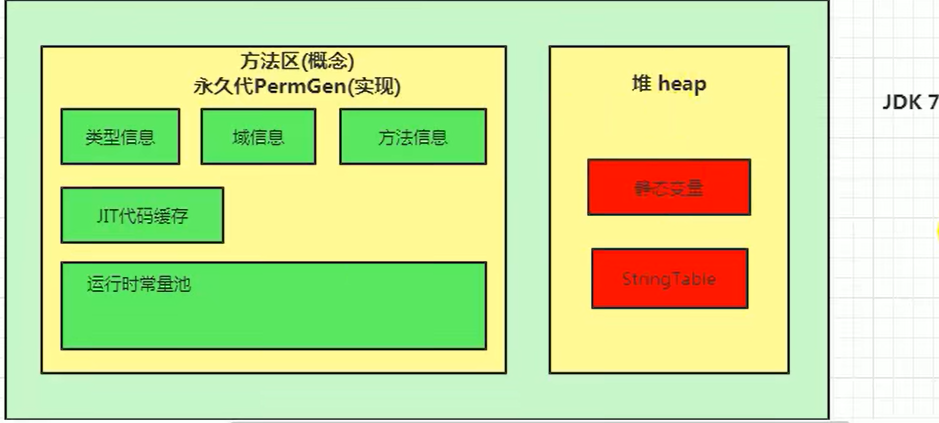 方法区(概念)
永久代PermGen(实现)
类型信息
域信息
方法信息
JIT代码缓存
运行时常量池
堆 heap
静态变量
StringTable
JDK 7